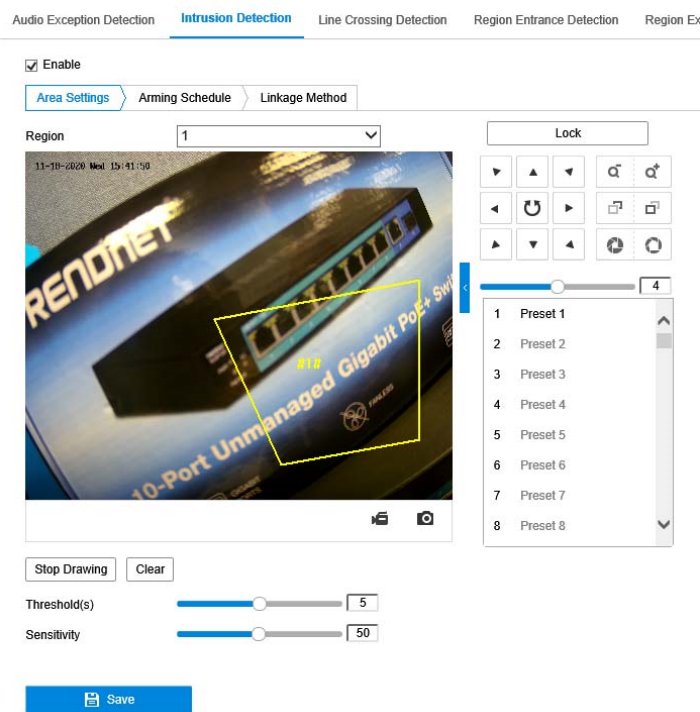 Audio Exception Detection Intrusion Detection Line Crossing Detection Region Entrance Detection Region Ex
Enable
Area Settings Arming Schedule Linkage Method
Region 1
Lock
11-18-2020 Wed 15:41:50
RENDNET
10-Port Unmanaged Gigabit PoE+ Swi
FANLESS
#1#
4
1 Preset 1
2 Preset 2
3 Preset 3
4 Preset 4
5 Preset 5
6 Preset 6
7 Preset 7
8 Preset 8
Stop Drawing Clear
Threshold(s) 5
Sensitivity 50
Save